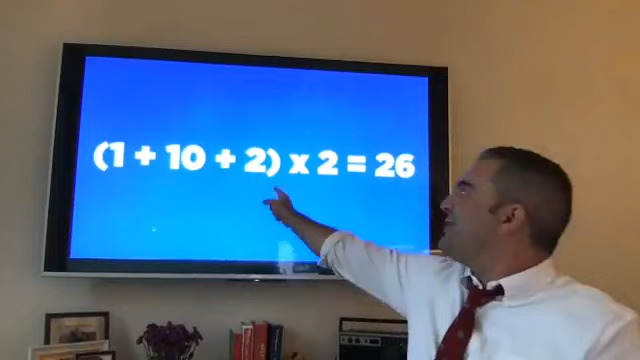 (1 + 10 + 2) x 2 = 26